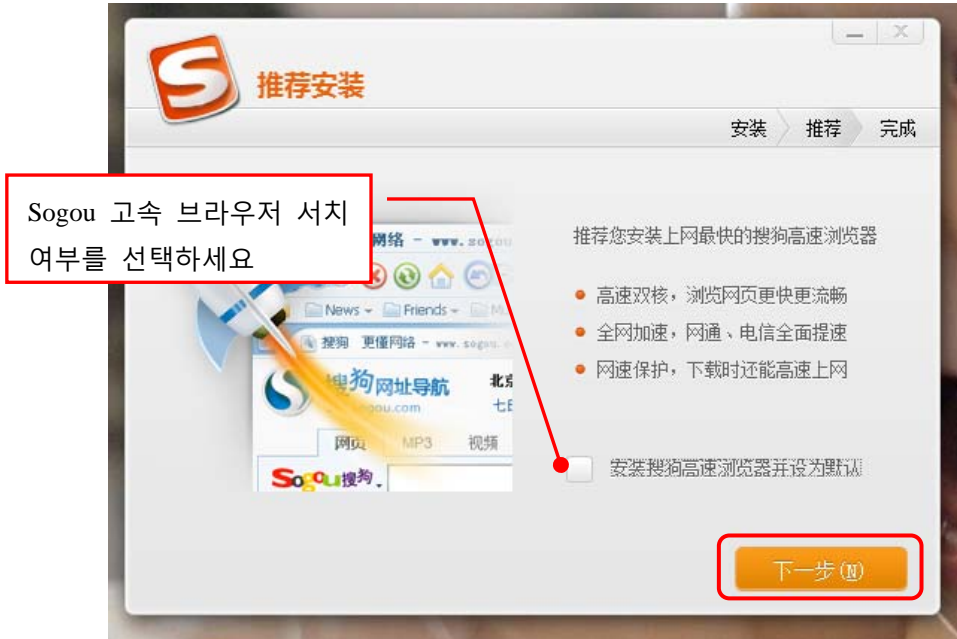 推荐安装
安装 推荐 完成
Sogou 고속 브라우저 서치
여부를 선택하세요
网络 - www.sogou
News Friends
搜狗 更懂网络 - www.sogou
搜狗网址导航
ou.com
北京
七日
网页 MP3 视频
Sogou搜狗
推荐您安装上网最快的搜狗高速浏览器
高速双核，浏览网页更快更流畅
全网加速，网通、电信全面提速
网速保护，下载时还能高速上网
安装搜狗高速浏览器并设为默认
下一步(N)